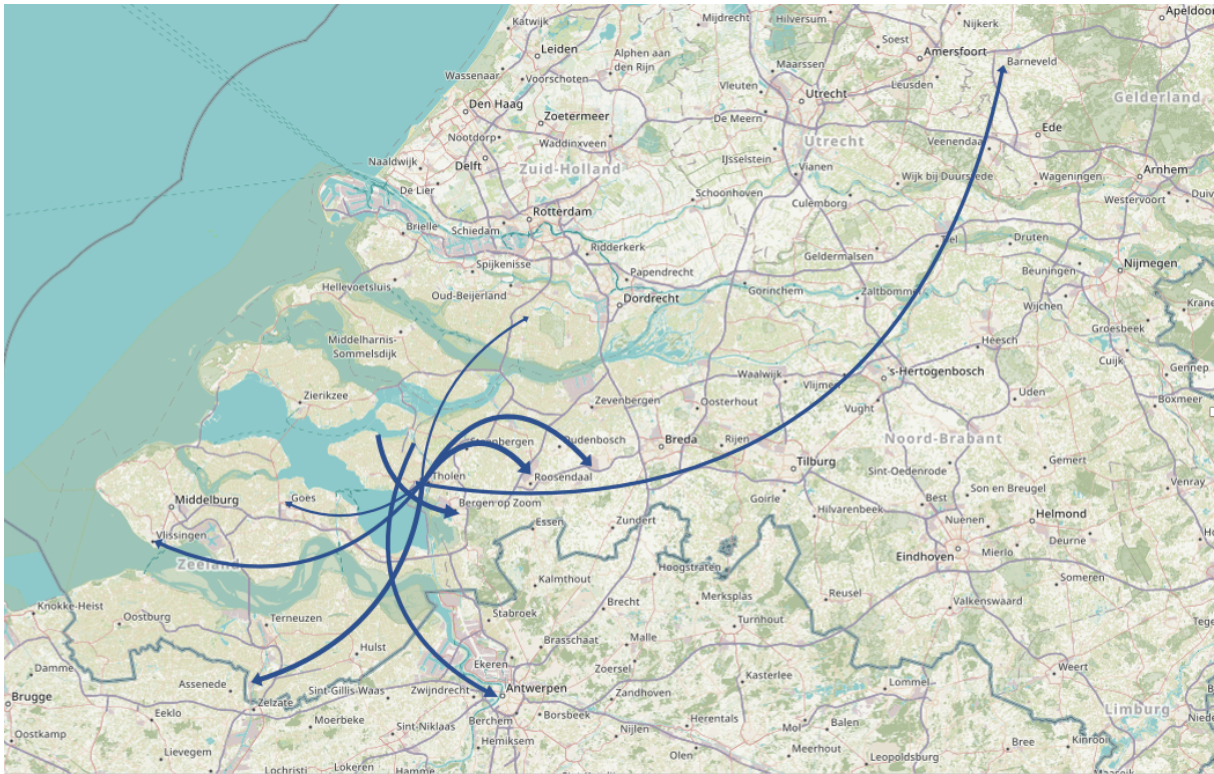 Katwijk
Mijdrecht
Hilversum
Nijkerk
Apeldoor
Leiden
Alphen aan
den Rijn
Soest
Amersfoort
Barneveld
Wassenaar
Voorschoten
Maarssen
Vleuten
Utrecht
Leusden
Den Haag
Zoetermeer
De Meern
Gelderland
Nootdorp
Waddinxveen
Utrecht
Ede
Veenendaal
Naaldwijk
Delft
Zuid-Holland
IJsselstein
Vianen
Wijk bij Duurstede
Wageningen
Arnhem
De Lier
Schoonhoven
Culemborg
Westervoort
Duiv
Rotterdam
Brielle
Schiedam
Ridderkerk
Tiel
Druten
Geldermalsen
Spijkenisse
Papendrecht
Beuningen
Nijmegen
Hellevoetsluis
Oud-Beijerland
Dordrecht
Gorinchem
Zaltbommel
Wijchen
Krane
Groesbeek
Middelharnis-
Sommelsdijk
Heesch
Cuijk
Gennep
Waalwijk
Vlijmen
's-Hertogenbosch
Zierikzee
Zevenbergen
Oosterhout
Vught
Uden
Boxmeer
Steenbergen
Oudenbosch
Breda
Rijen
Noord-Brabant
Tholen
Roosendaal
Tilburg
Sint-Oedenrode
Gemert
Middelburg
Goes
Bergen op Zoom
Goirle
Hilvarenbeek
Best
Son en Breugel
Venray
Essen
Zundert
Nuenen
Helmond
Vlissingen
Eindhoven
Mierlo
Deurne
Zeeland
Kalmthout
Hoogstraten
Someren
Knokke-Heist
Oostburg
Terneuzen
Stabroek
Brecht
Merksplas
Reusel
Valkenswaard
Turnhout
Hulst
Brasschaat
Malle
Damme
Assenede
Ekeren
Zoersel
Kasterlee
Weert
Brugge
Zelzate
Sint-Gillis-Waas
Zwijndrecht
Antwerpen
Zandhoven
Lommel
Limburg
Eeklo
Moerbeke
Sint-Niklaas
Berchem
Borsbeek
Herentals
Mol
Balen
Oostkamp
Nijlen
Hemiksem
Lievegem
Olen
Meerhout
Leopoldsburg
Bree
Kinrooi
Lochristi
Lokeren
Hamme